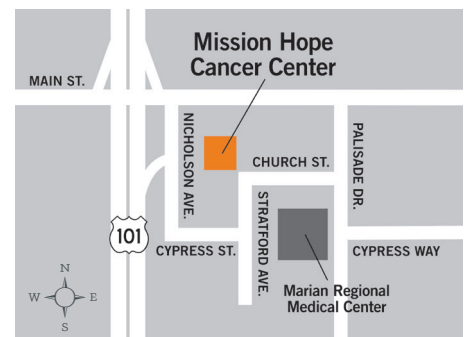 Mission Hope
Cancer Center
MAIN ST.
NICHOLSON AVE.
PALISADE DR.
CHURCH ST.
STRATFORD AVE.
101
CYPRESS ST.
CYPRESS WAY
N
W E
S
Marian Regional
Medical Center